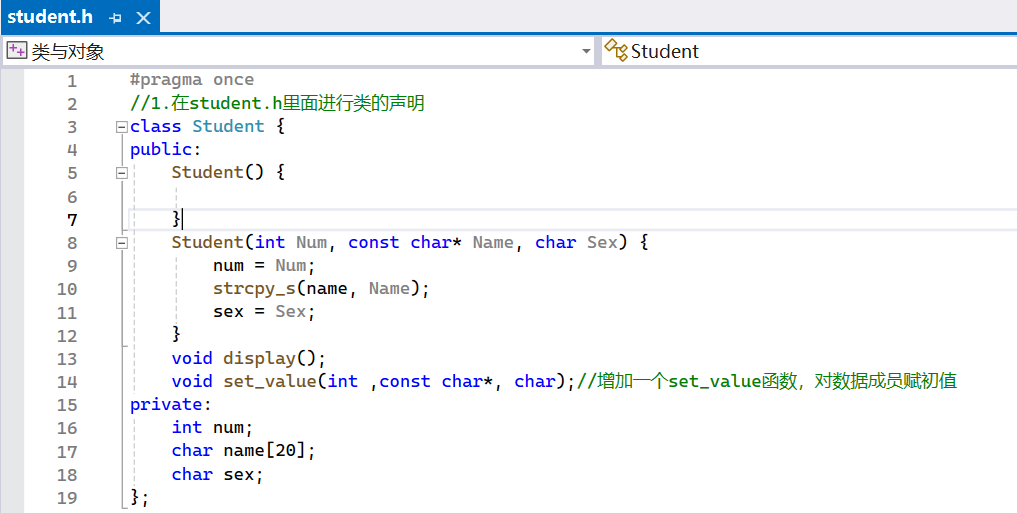 student.h
类与对象
Student
1 #pragma once
2 //1.在student.h里面进行类的声明
3 class Student {
4 public:
5 Student() {
6
7 }
8 Student(int Num, const char* Name, char Sex) {
9 num = Num;
10 strcpy_s(name, Name);
11 sex = Sex;
12 }
13 void display();
14 void set_value(int ,const char*, char);//增加一个set_value函数，对数据成员赋初值
15 private:
16 int num;
17 char name[20];
18 char sex;
19 };